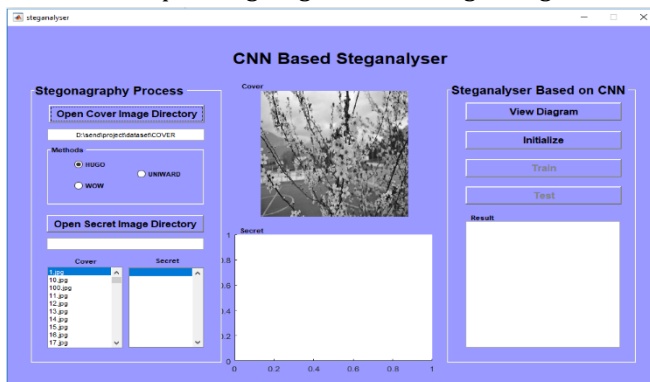 steganalyser
CNN Based Steganalyser
Stegonagraphy Process
Open Cover Image Directory
D:\send\project\dataset\COVER
Methods
HUGO
UNIWARD
WOW
Open Secret Image Directory
Cover
Secret
1.jpg
10.jpg
100.jpg
11.jpg
12.jpg
13.jpg
14.jpg
15.jpg
16.jpg
17.jpg
Cover
Secret
1
0.8
0.6
0.4
0.2
0
0 0.2 0.4 0.6 0.8 1
Steganalyser Based on CNN
View Diagram
Initialize
Train
Test
Result